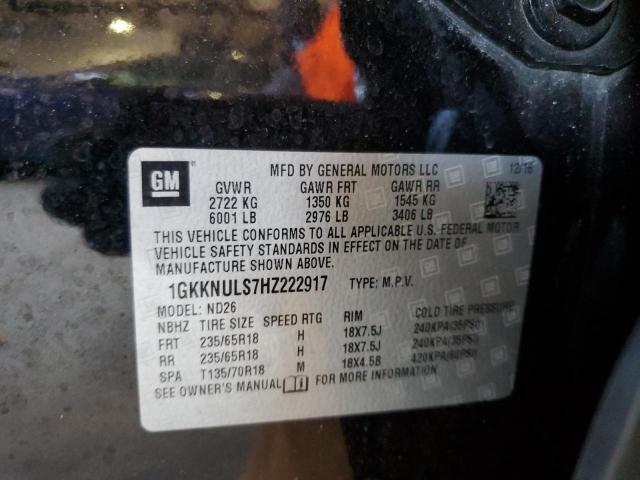 MFD BY GENERAL MOTORS LLC 12/16
GM
GVWR GAWR FRT GAWR RR
2722 KG 1350 KG 1545 KG
6001 LB 2976 LB 3406 LB
THIS VEHICLE CONFORMS TO ALL APPLICABLE U.S. FEDERAL MOTOR
VEHICLE SAFETY STANDARDS IN EFFECT ON THE DATE OF
MANUFACTURE SHOWN ABOVE.
1GKKNULS7HZ222917 TYPE: M.P.V.
MODEL: ND26
NBHZ TIRE SIZE SPEED RTG RIM COLD TIRE PRESSURE
FRT 235/65R18 H 18X7.5J 240KPA(35PSI)
RR 235/65R18 H 18X7.5J 240KPA(35PSI)
SPA T135/70R18 M 18X4.5B 420KPA(60PSI)
SEE OWNER'S MANUAL FOR MORE INFORMATION